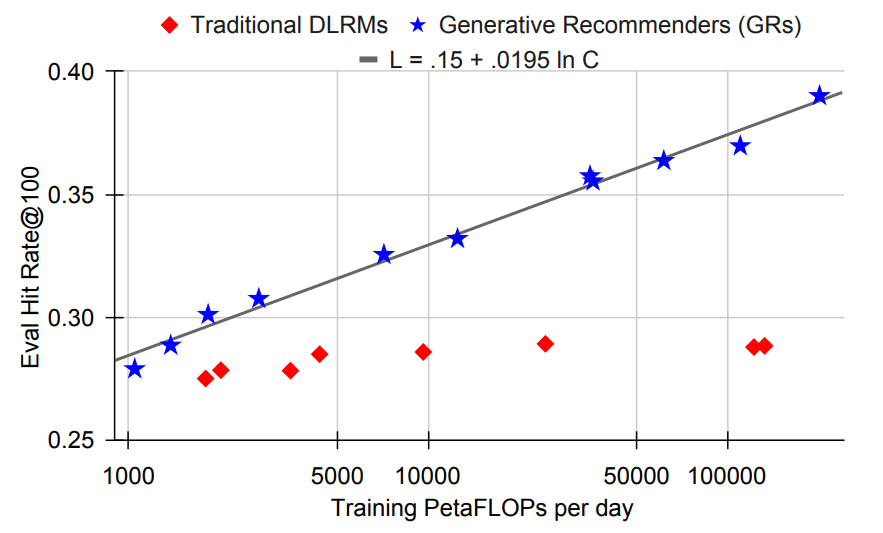 Traditional DLRMs Generative Recommenders (GRs)
L = .15 + .0195 ln C
0.40
0.35
0.30
0.25
Eval Hit Rate@100
1000 5000 10000 50000 100000
Training PetaFLOPs per day